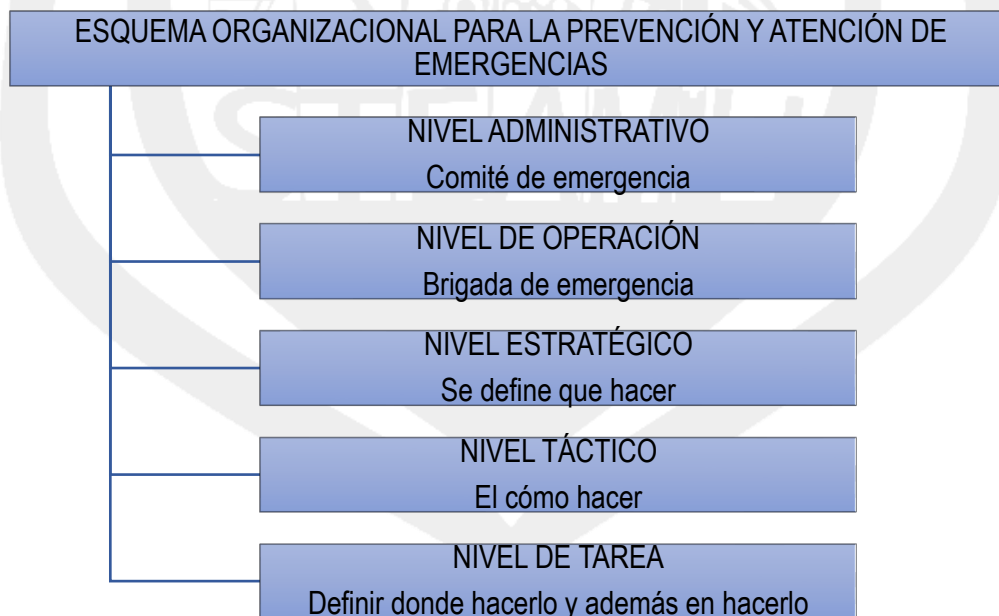 ESQUEMA ORGANIZACIONAL PARA LA PREVENCIÓN Y ATENCIÓN DE
EMERGENCIAS
NIVEL ADMINISTRATIVO
Comité de emergencia
NIVEL DE OPERACIÓN
Brigada de emergencia
NIVEL ESTRATÉGICO
Se define que hacer
NIVEL TÁCTICO
El cómo hacer
NIVEL DE TAREA
Definir donde hacerlo y además en hacerlo